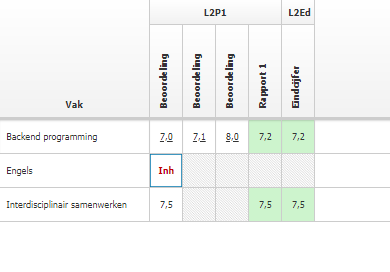 L2P1 L2Ed
Vak Beoordeling Beoordeling Beoordeling Rapport 1 Eindcijfer
Backend programming 7,0 7,1 8,0 7,2 7,2
Engels Inh
Interdisciplinair samenwerken 7,5 7,5 7,5